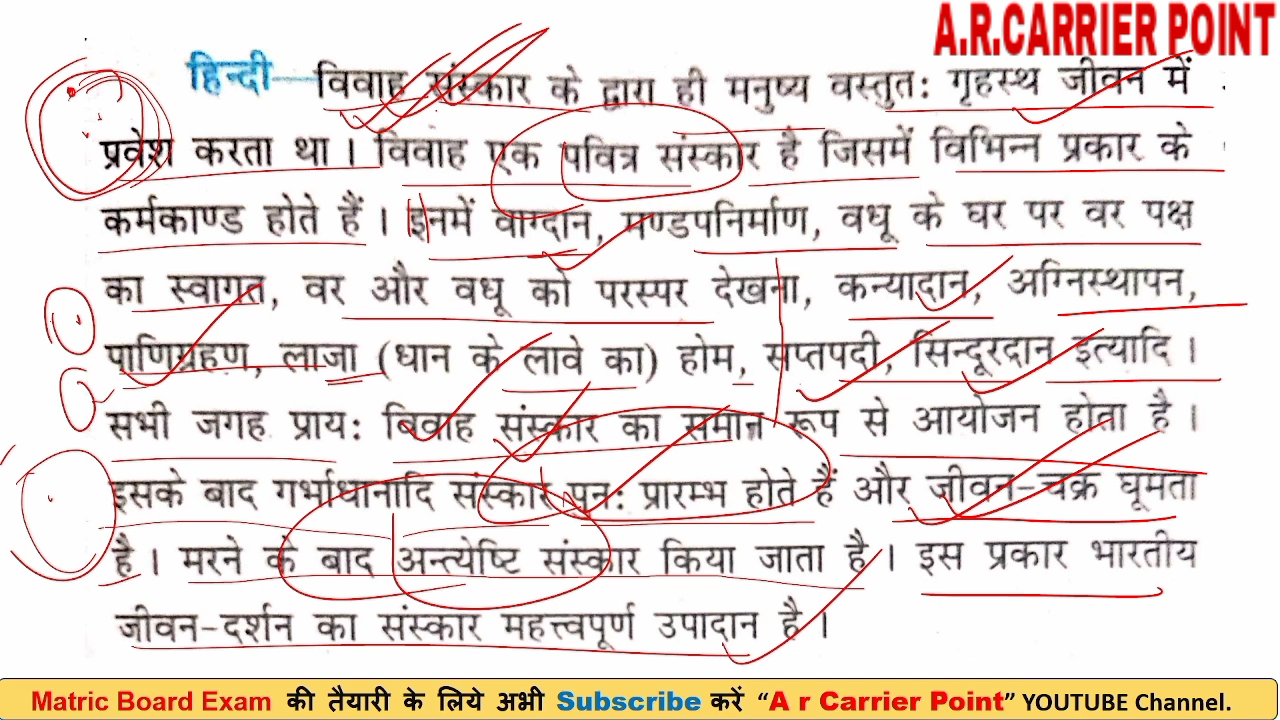 A.R.CARRIER POINT
हिन्दी—विवाह संस्कार के द्वारा ही मनुष्य वस्तुतः गृहस्थ जीवन में
प्रवेश करता था। विवाह एक पवित्र संस्कार है जिसमें विभिन्न प्रकार के
कर्मकाण्ड होते हैं। इनमें वाग्दान, मण्डपनिर्माण, वधू के घर पर वर पक्ष
का स्वागत, वर और वधू को परस्पर देखना, कन्यादान, अग्निस्थापन,
पाणिग्रहण, लाजा (धान के लावे का) होम, सप्तपदी, सिन्दूरदान इत्यादि।
सभी जगह प्रायः विवाह संस्कार का समान रूप से आयोजन होता है।
इसके बाद गर्भाधानादि संस्कार पुनः प्रारम्भ होते हैं और जीवन-चक्र घूमता
है। मरने के बाद अन्त्येष्टि संस्कार किया जाता है। इस प्रकार भारतीय
जीवन-दर्शन का संस्कार महत्त्वपूर्ण उपादान है।
Matric Board Exam की तैयारी के लिये अभी Subscribe करें “A r Carrier Point” YOUTUBE Channel.